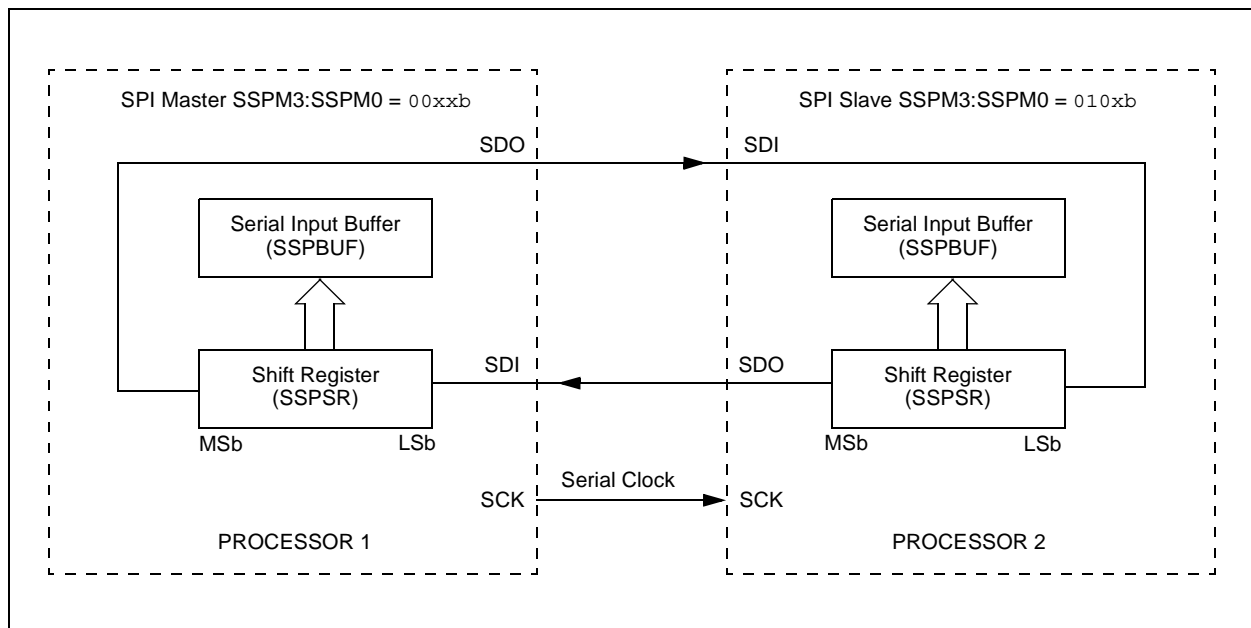 SPI Master SSPM3:SSPM0 = 00xxb
SPI Slave SSPM3:SSPM0 = 010xb
SDO
SDI
Serial Input Buffer
(SSPBUF)
Serial Input Buffer
(SSPBUF)
Shift Register
(SSPSR)
SDI
SDO
Shift Register
(SSPSR)
MSb
LSb
MSb
LSb
Serial Clock
SCK
SCK
PROCESSOR 1
PROCESSOR 2